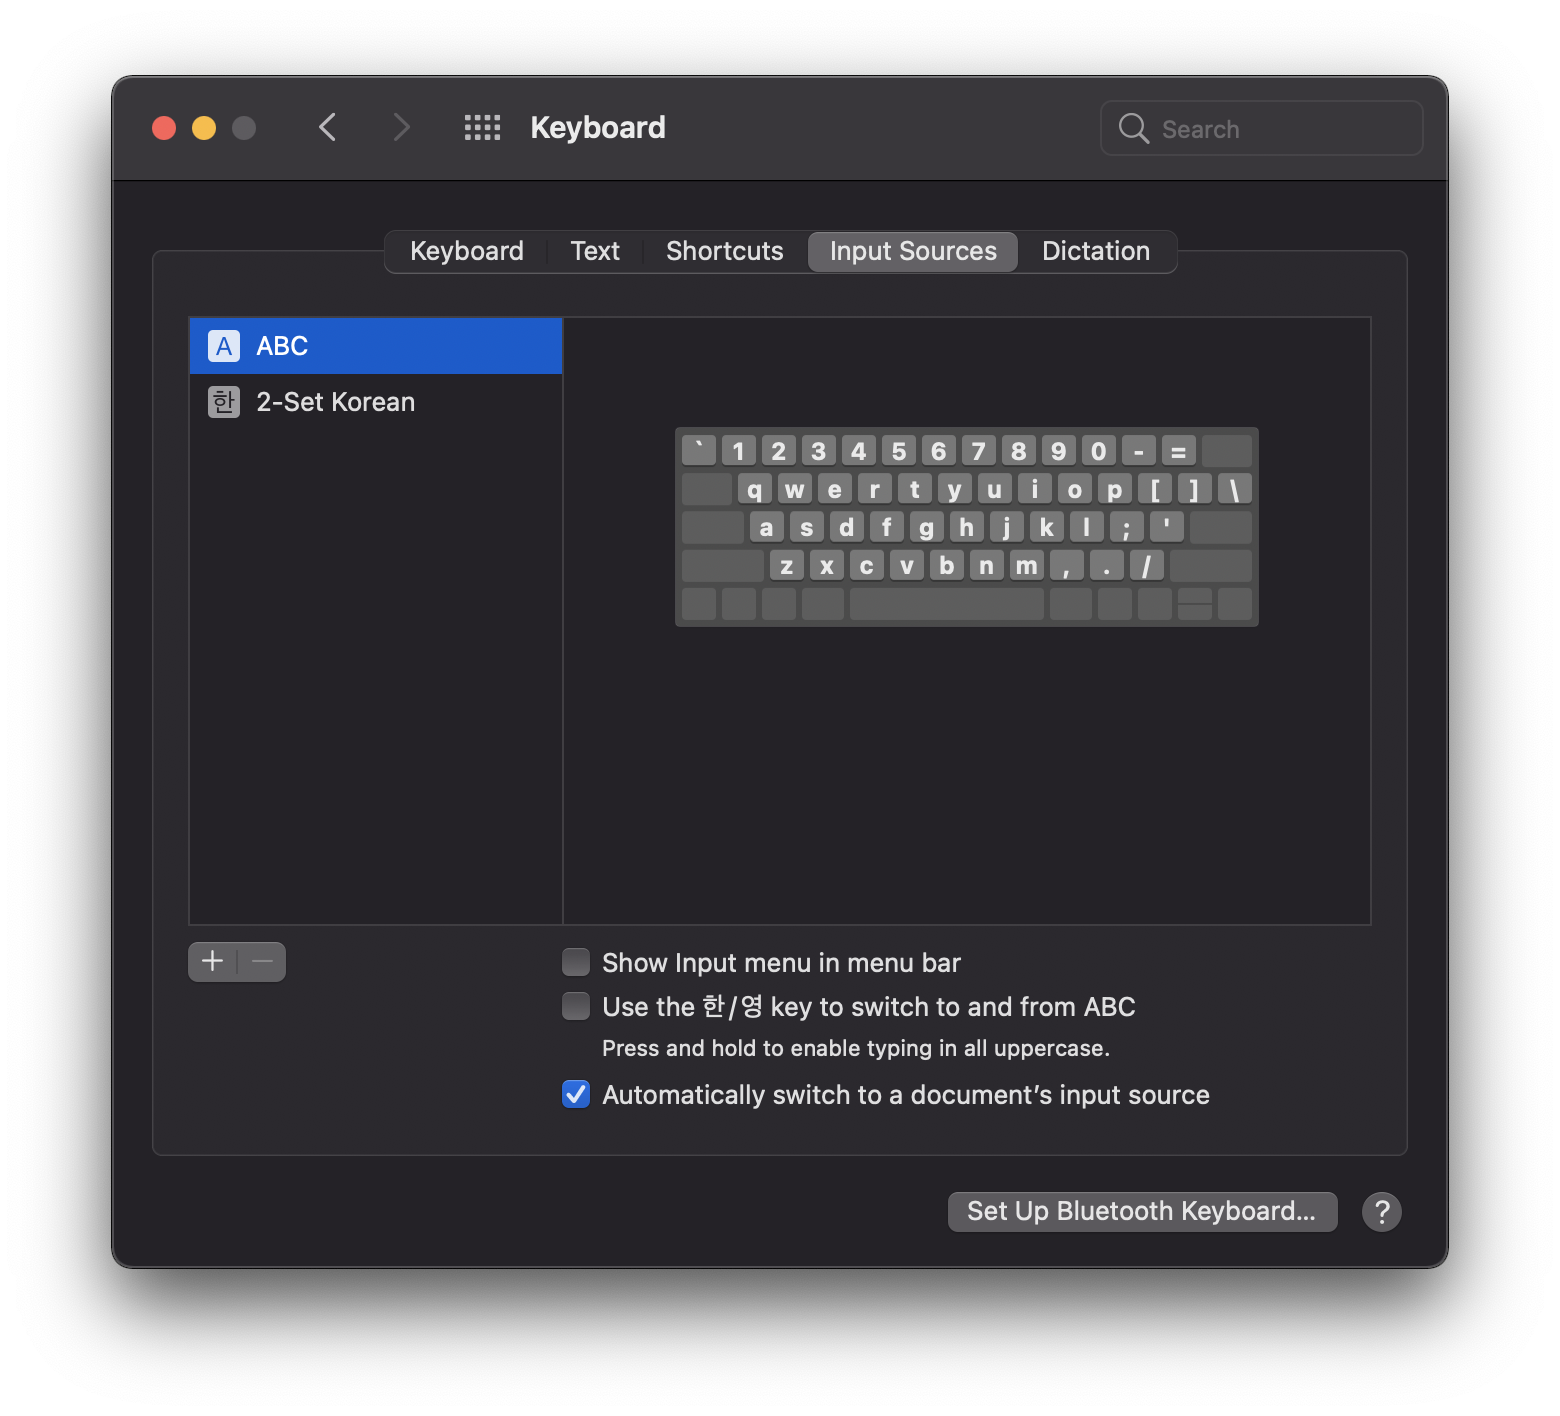 Keyboard
Search
Keyboard Text Shortcuts Input Sources Dictation
A ABC
한 2-Set Korean
` 1 2 3 4 5 6 7 8 9 0 - =
q w e r t y u i o p [ ] \
a s d f g h j k l ; '
z x c v b n m , . /
Show Input menu in menu bar
Use the 한/영 key to switch to and from ABC
Press and hold to enable typing in all uppercase.
Automatically switch to a document’s input source
Set Up Bluetooth Keyboard... ?